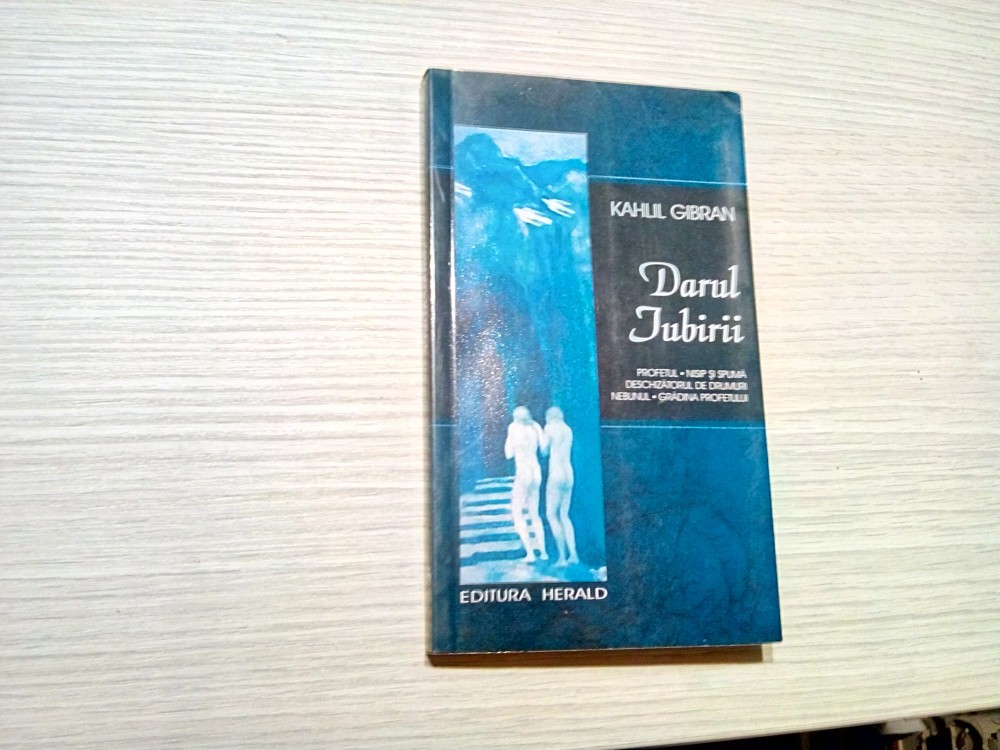 KAHLIL GIBRAN
Darul
Iubirii
PROFETUL • NISIP ȘI SPUMĂ
DESCHIZĂTORUL DE DRUMURI
NEBUNUL • GRĂDINA PROFETULUI
EDITURA HERALD